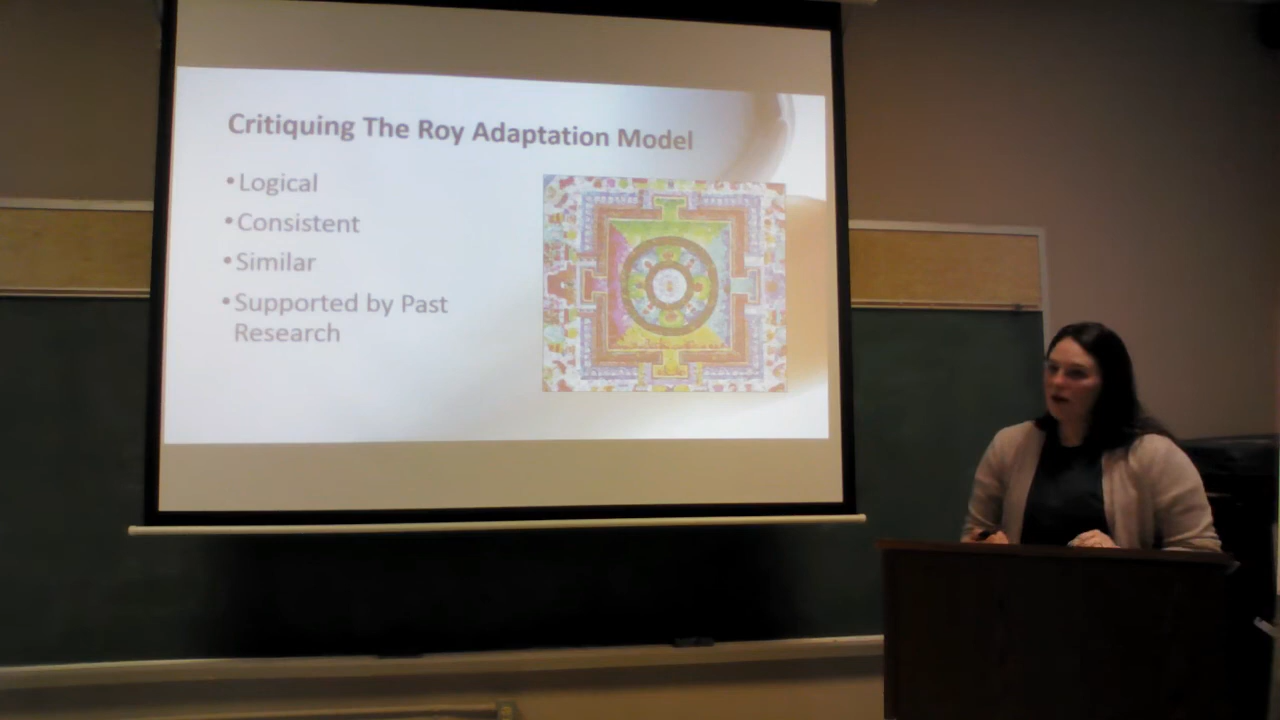 Critiquing The Roy Adaptation Model
• Logical
• Consistent
• Similar
• Supported by Past
Research